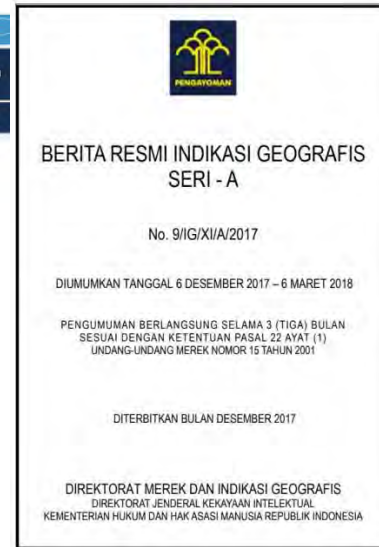 PENGAYOMAN
BERITA RESMI INDIKASI GEOGRAFIS
SERI - A
No. 9/IG/XI/A/2017
DIUMUMKAN TANGGAL 6 DESEMBER 2017 – 6 MARET 2018
PENGUMUMAN BERLANGSUNG SELAMA 3 (TIGA) BULAN
SESUAI DENGAN KETENTUAN PASAL 22 AYAT (1)
UNDANG-UNDANG MEREK NOMOR 15 TAHUN 2001
DITERBITKAN BULAN DESEMBER 2017
DIREKTORAT MEREK DAN INDIKASI GEOGRAFIS
DIREKTORAT JENDERAL KEKAYAAN INTELEKTUAL
KEMENTERIAN HUKUM DAN HAK ASASI MANUSIA REPUBLIK INDONESIA